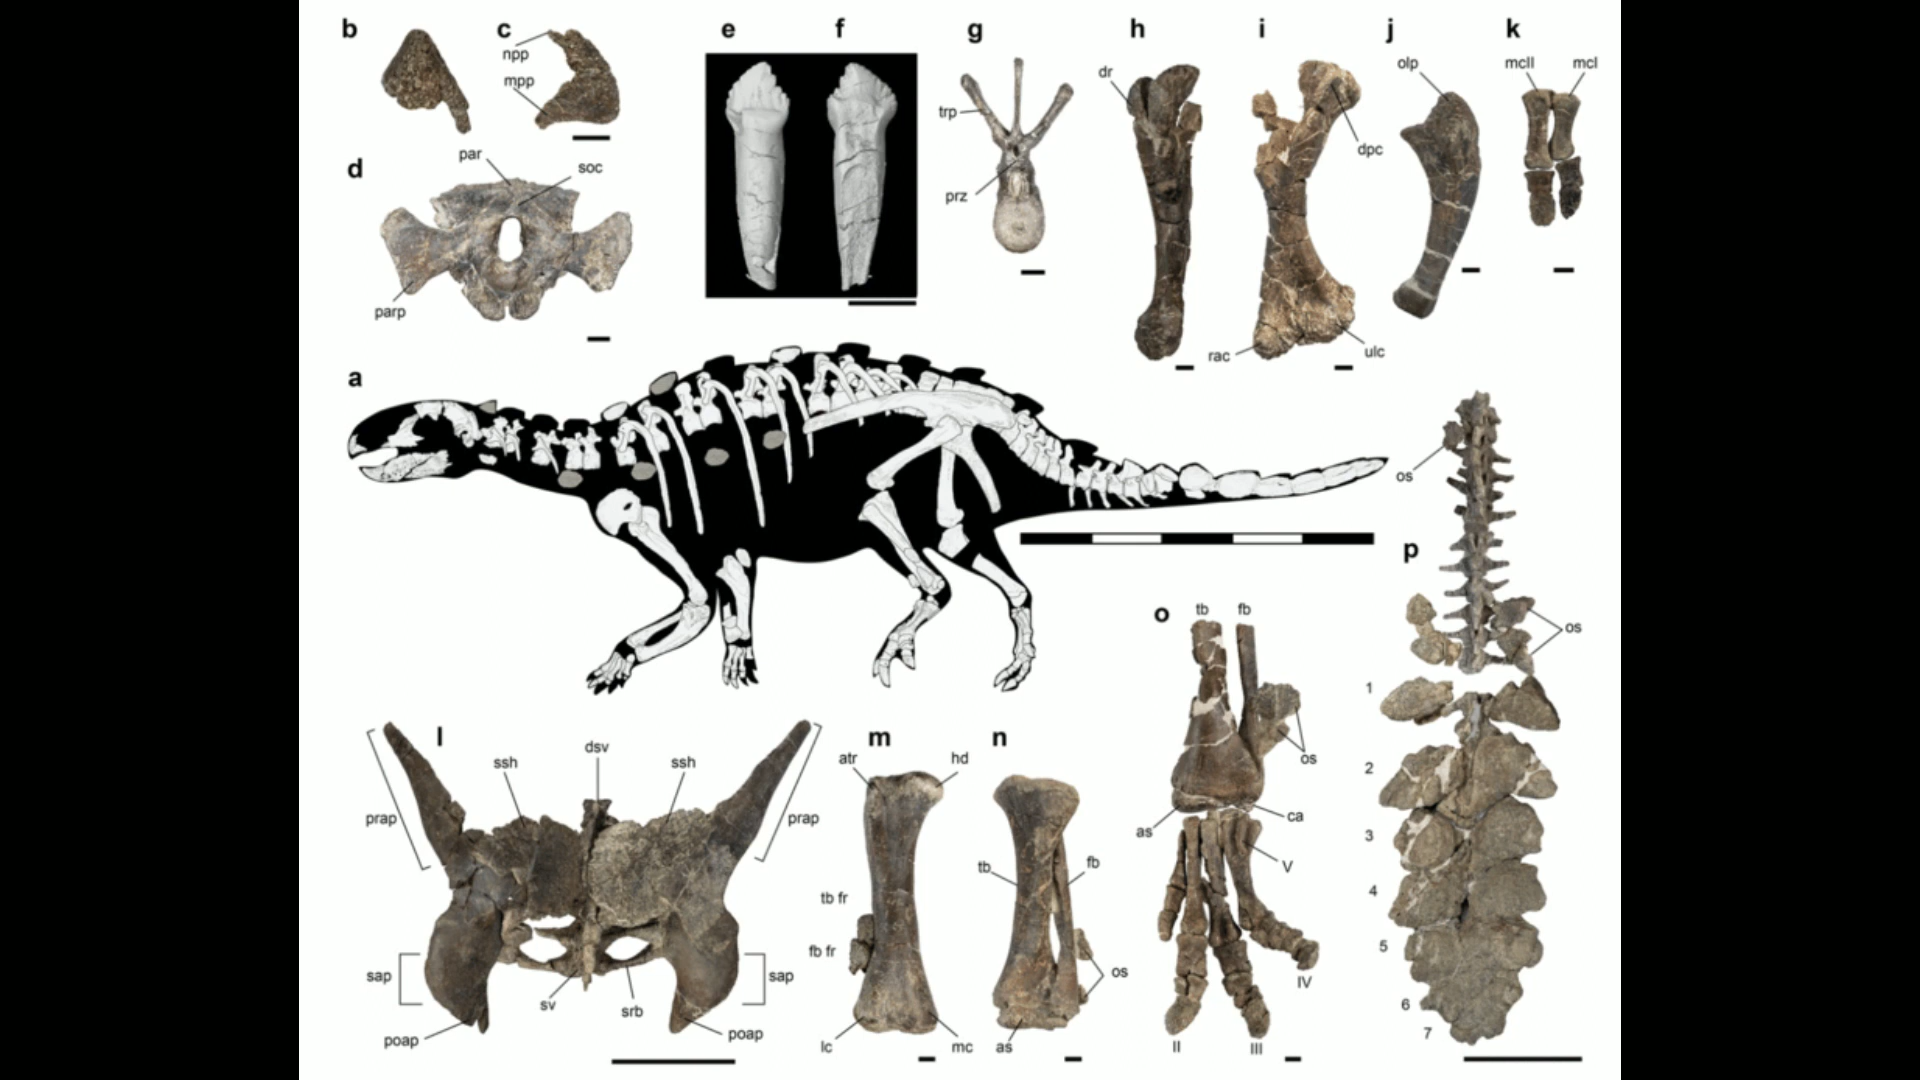 b
c
npp
mpp
d
par
soc
parp
e
f
g
trp
prz
h
dr
i
dpc
rac
ulc
j
olp
k
mcII
mcI
a
l
dsv
ssh
ssh
prap
prap
sap
sap
sv
srb
poap
poap
m
atr
hd
tb fr
fb fr
lc
mc
n
tb
fb
os
as
o
tb
fb
os
as
ca
V
IV
II
III
p
os
os
1
2
3
4
5
6
7